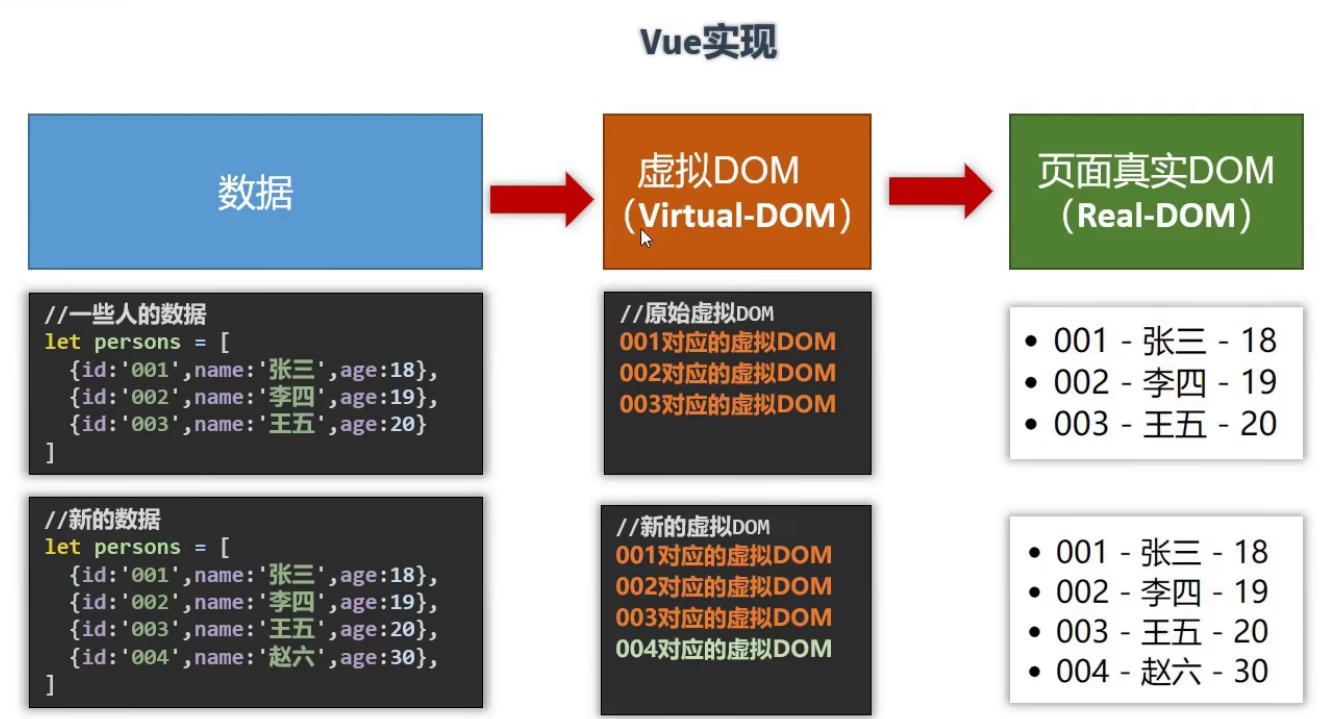 Vue实现
数据
虚拟DOM
（Virtual-DOM）
页面真实DOM
（Real-DOM）
//一些人的数据
let persons = [
{id:'001',name:'张三',age:18},
{id:'002',name:'李四',age:19},
{id:'003',name:'王五',age:20}
]
//原始虚拟DOM
001对应的虚拟DOM
002对应的虚拟DOM
003对应的虚拟DOM
• 001 - 张三 - 18
• 002 - 李四 - 19
• 003 - 王五 - 20
//新的数据
let persons = [
{id:'001',name:'张三',age:18},
{id:'002',name:'李四',age:19},
{id:'003',name:'王五',age:20},
{id:'004',name:'赵六',age:30},
]
//新的虚拟DOM
001对应的虚拟DOM
002对应的虚拟DOM
003对应的虚拟DOM
004对应的虚拟DOM
• 001 - 张三 - 18
• 002 - 李四 - 19
• 003 - 王五 - 20
• 004 - 赵六 - 30